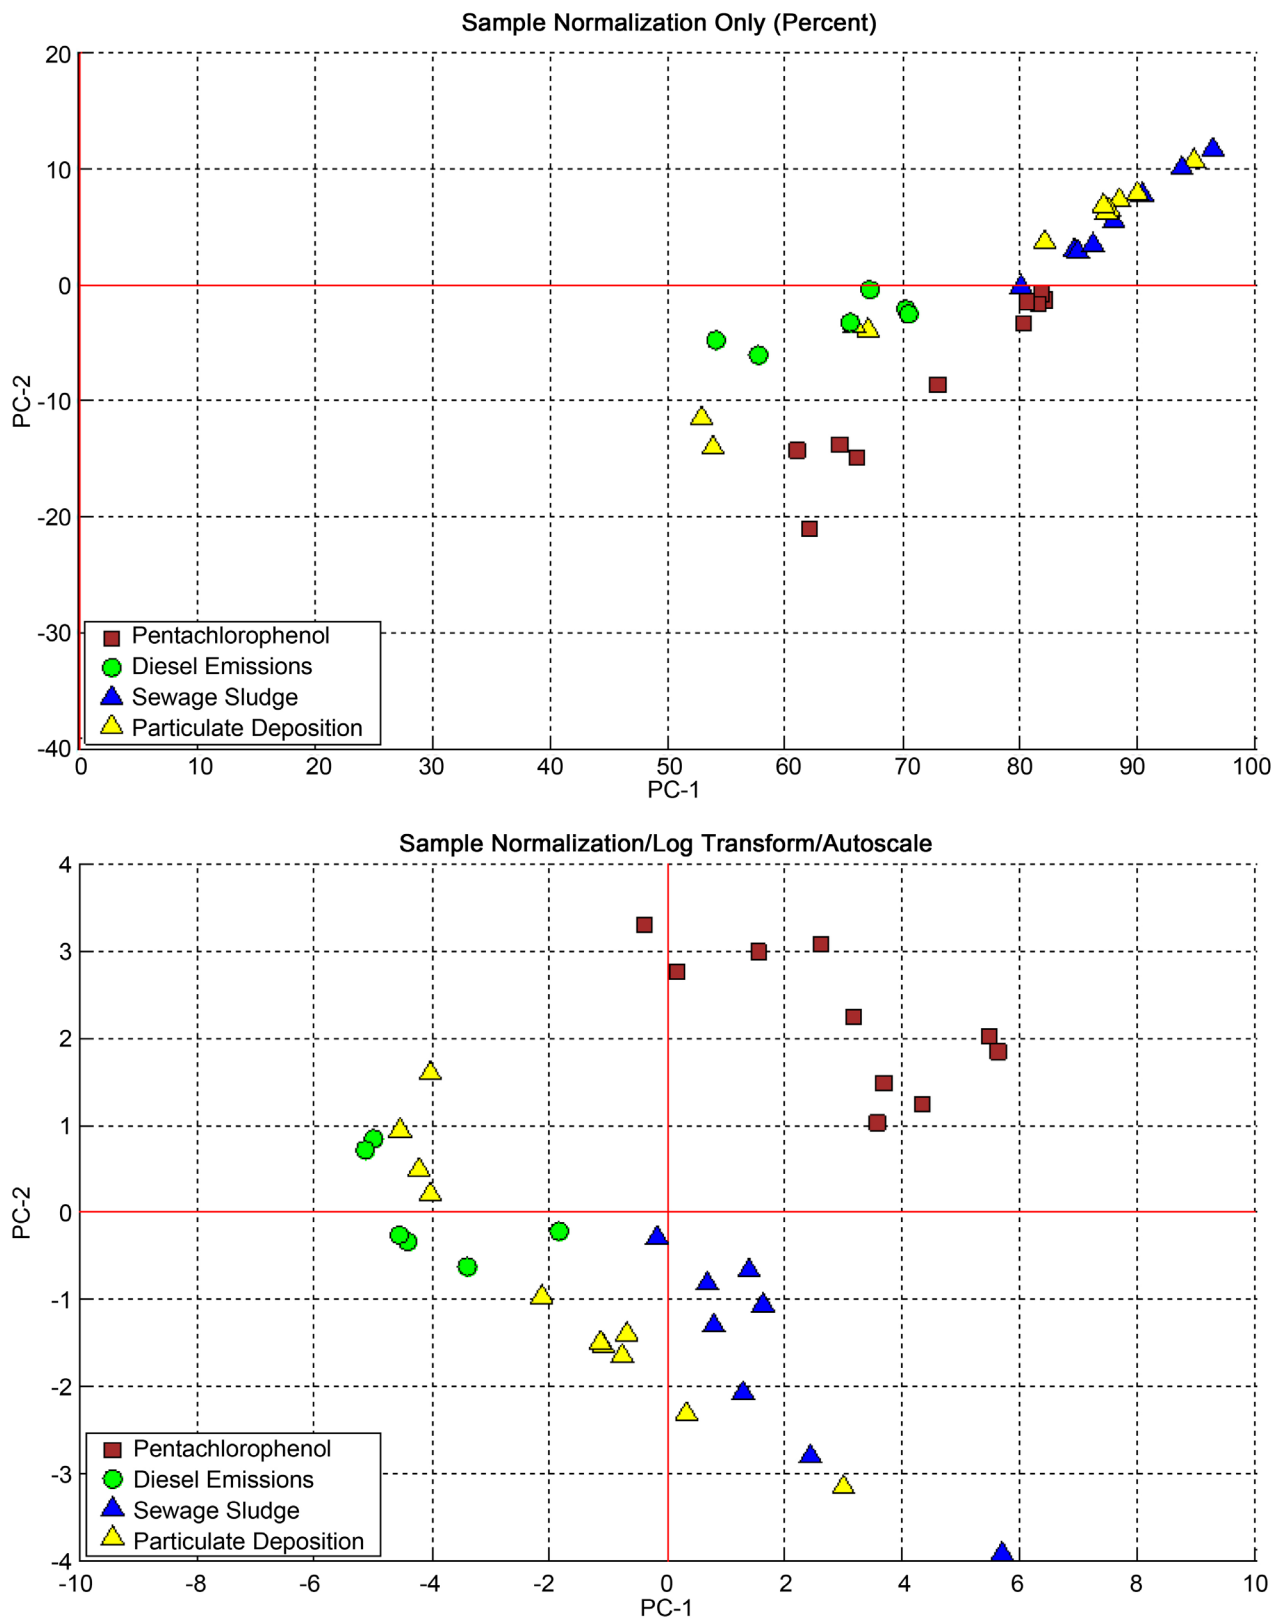 Sample Normalization Only (Percent)
20
10
0
-10
-20
-30
-40
PC-2
Pentachlorophenol
Diesel Emissions
Sewage Sludge
Particulate Deposition
0 10 20 30 40 50 60 70 80 90 100
PC-1
Sample Normalization/Log Transform/Autoscale
4
3
2
1
0
-1
-2
-3
-4
PC-2
Pentachlorophenol
Diesel Emissions
Sewage Sludge
Particulate Deposition
-10 -8 -6 -4 -2 0 2 4 6 8 10
PC-1